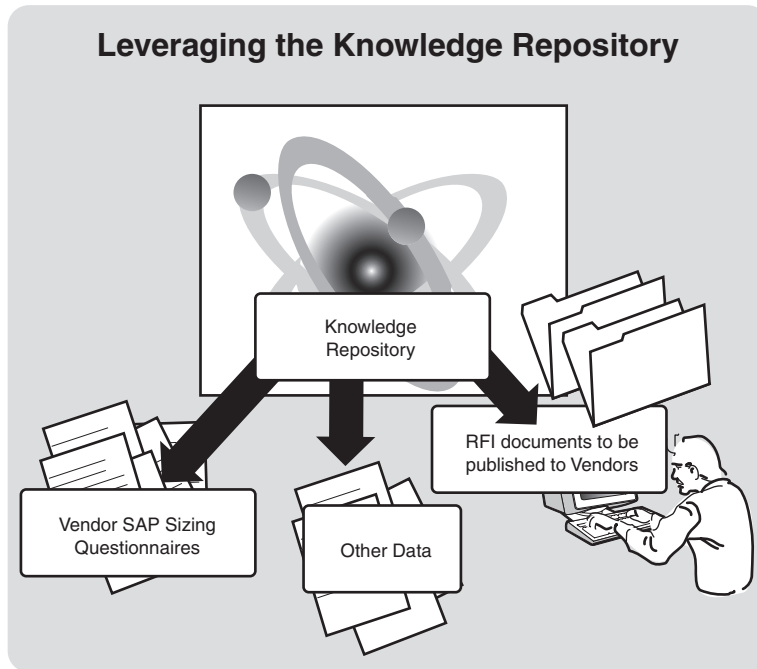 Leveraging the Knowledge Repository
Knowledge
Repository
RFI documents to be
published to Vendors
Vendor SAP Sizing
Questionnaires
Other Data